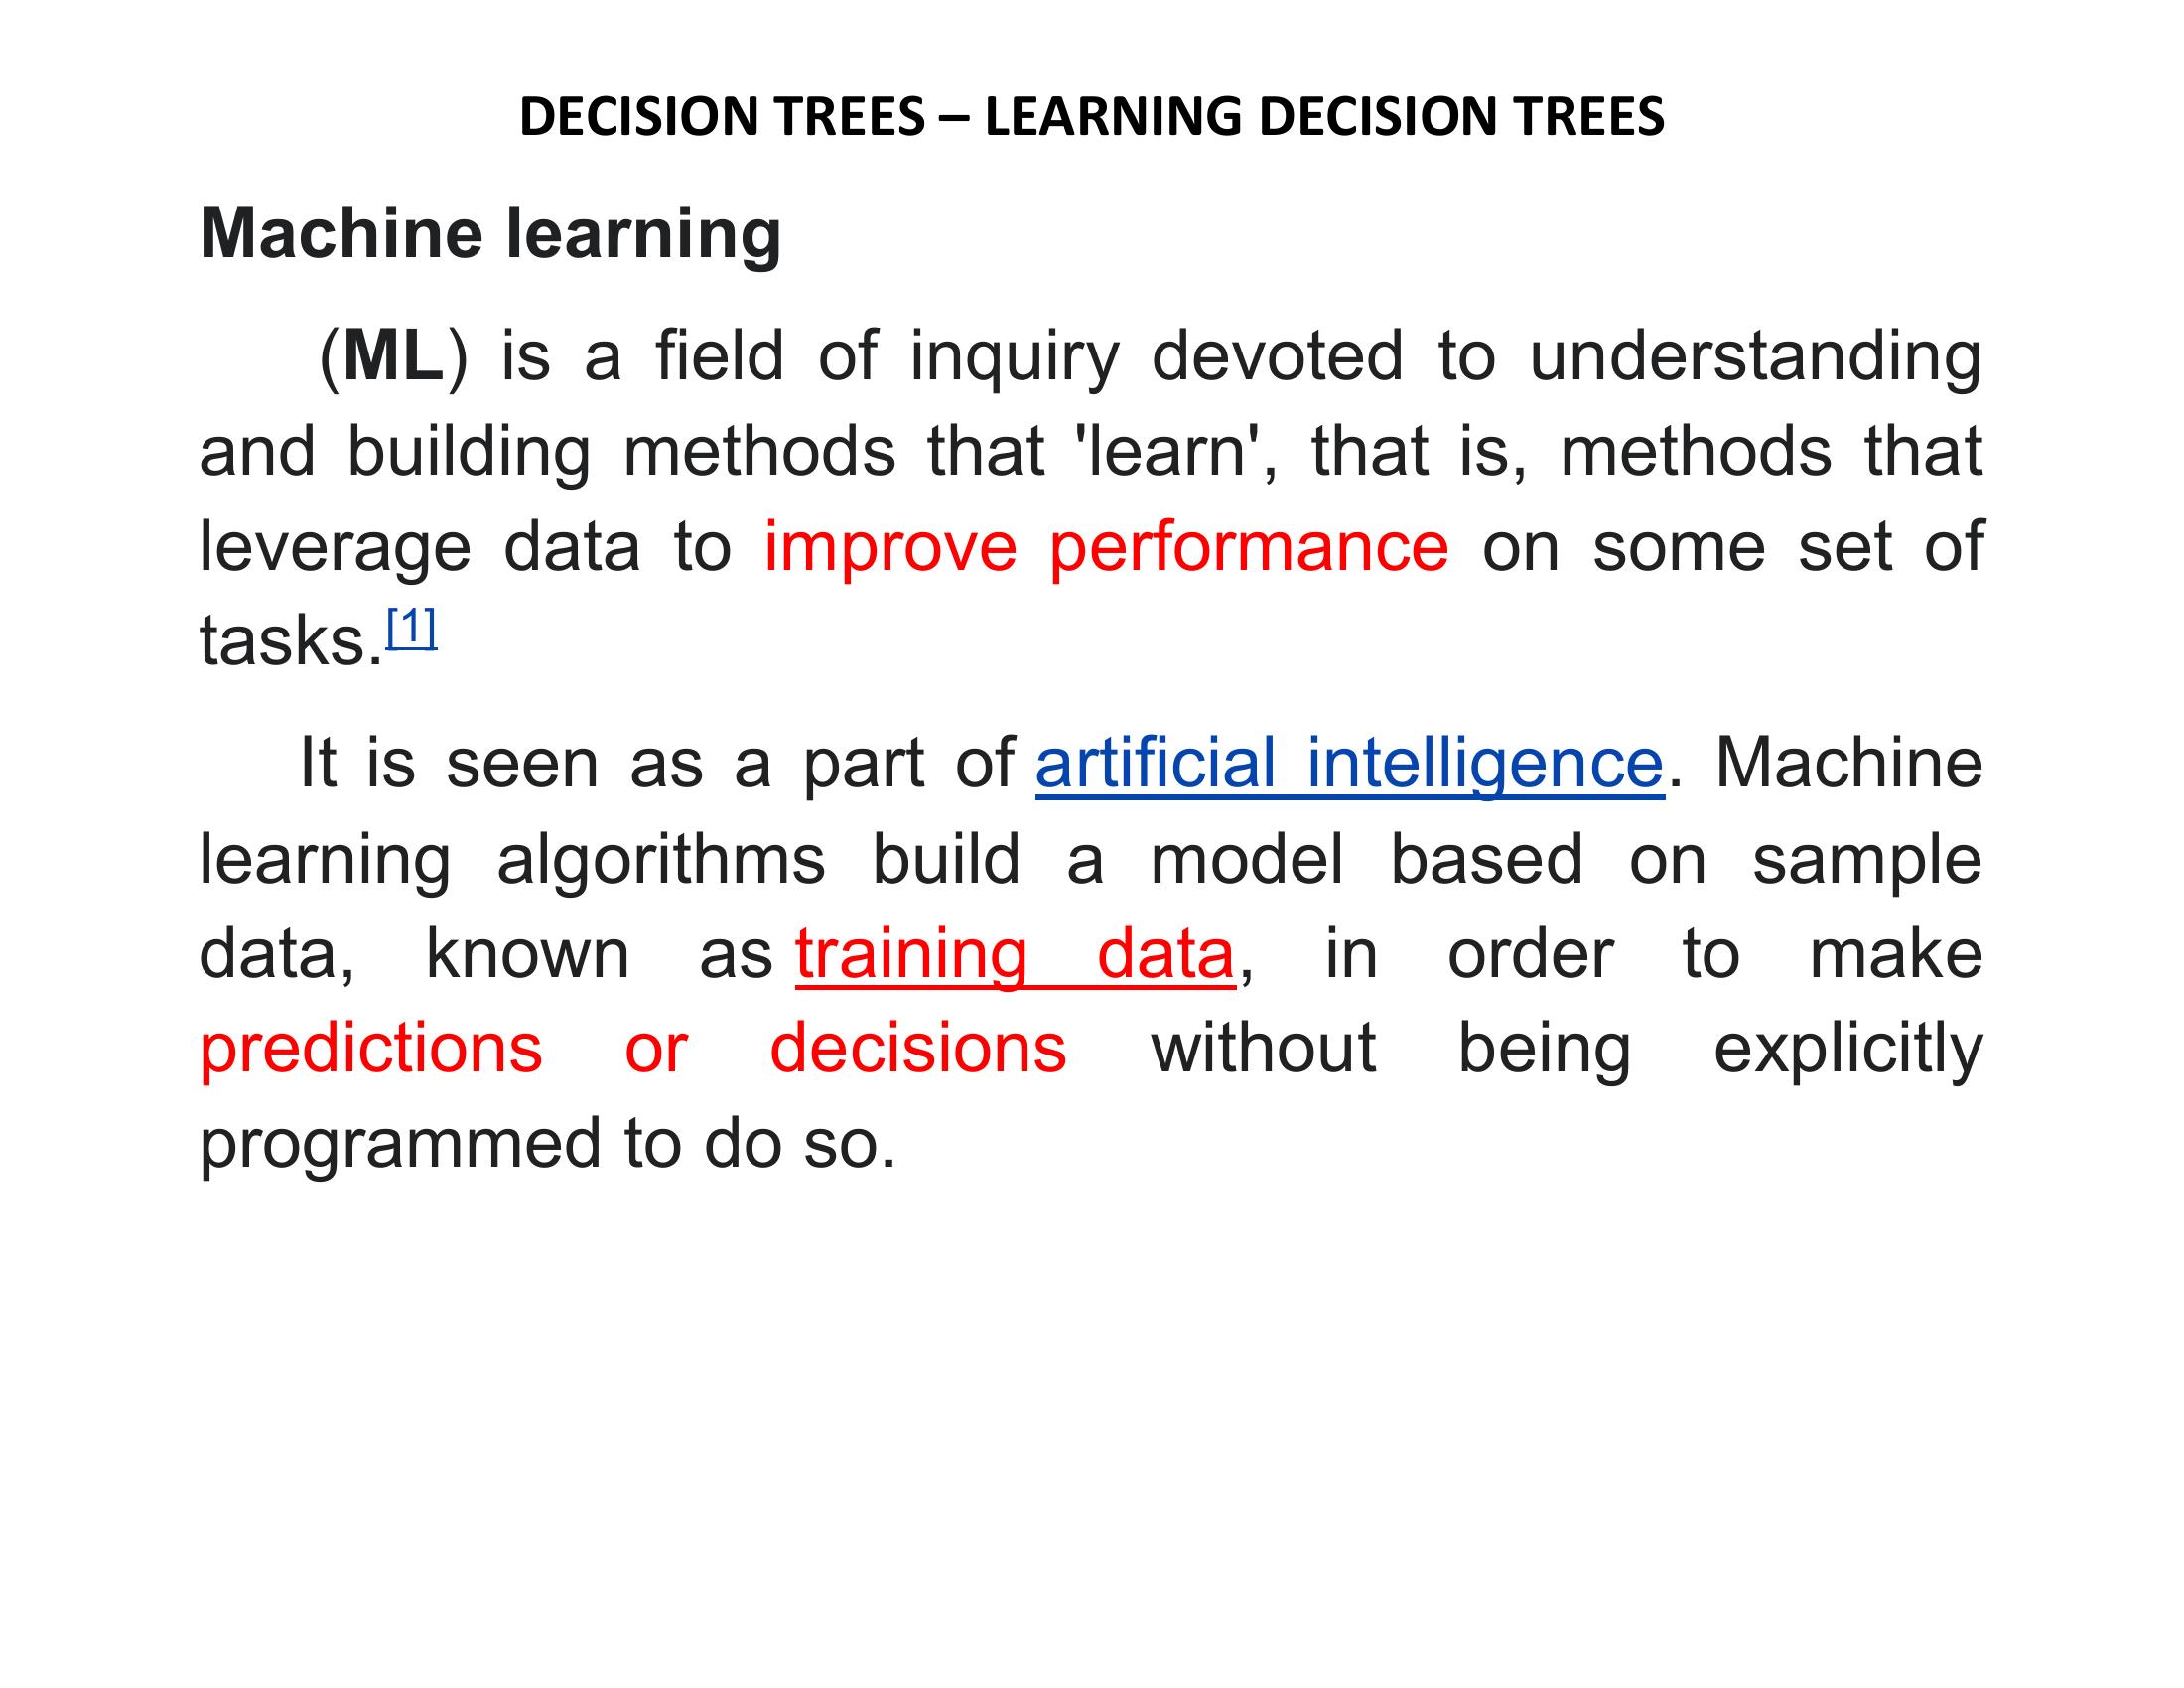 DECISION TREES – LEARNING DECISION TREES
Machine learning
(ML) is a field of inquiry devoted to understanding
and building methods that 'learn', that is, methods that
leverage data to improve performance on some set of
tasks.[1]
It is seen as a part of artificial intelligence. Machine
learning algorithms build a model based on sample
data, known as training data, in order to make
predictions or decisions without being explicitly
programmed to do so.